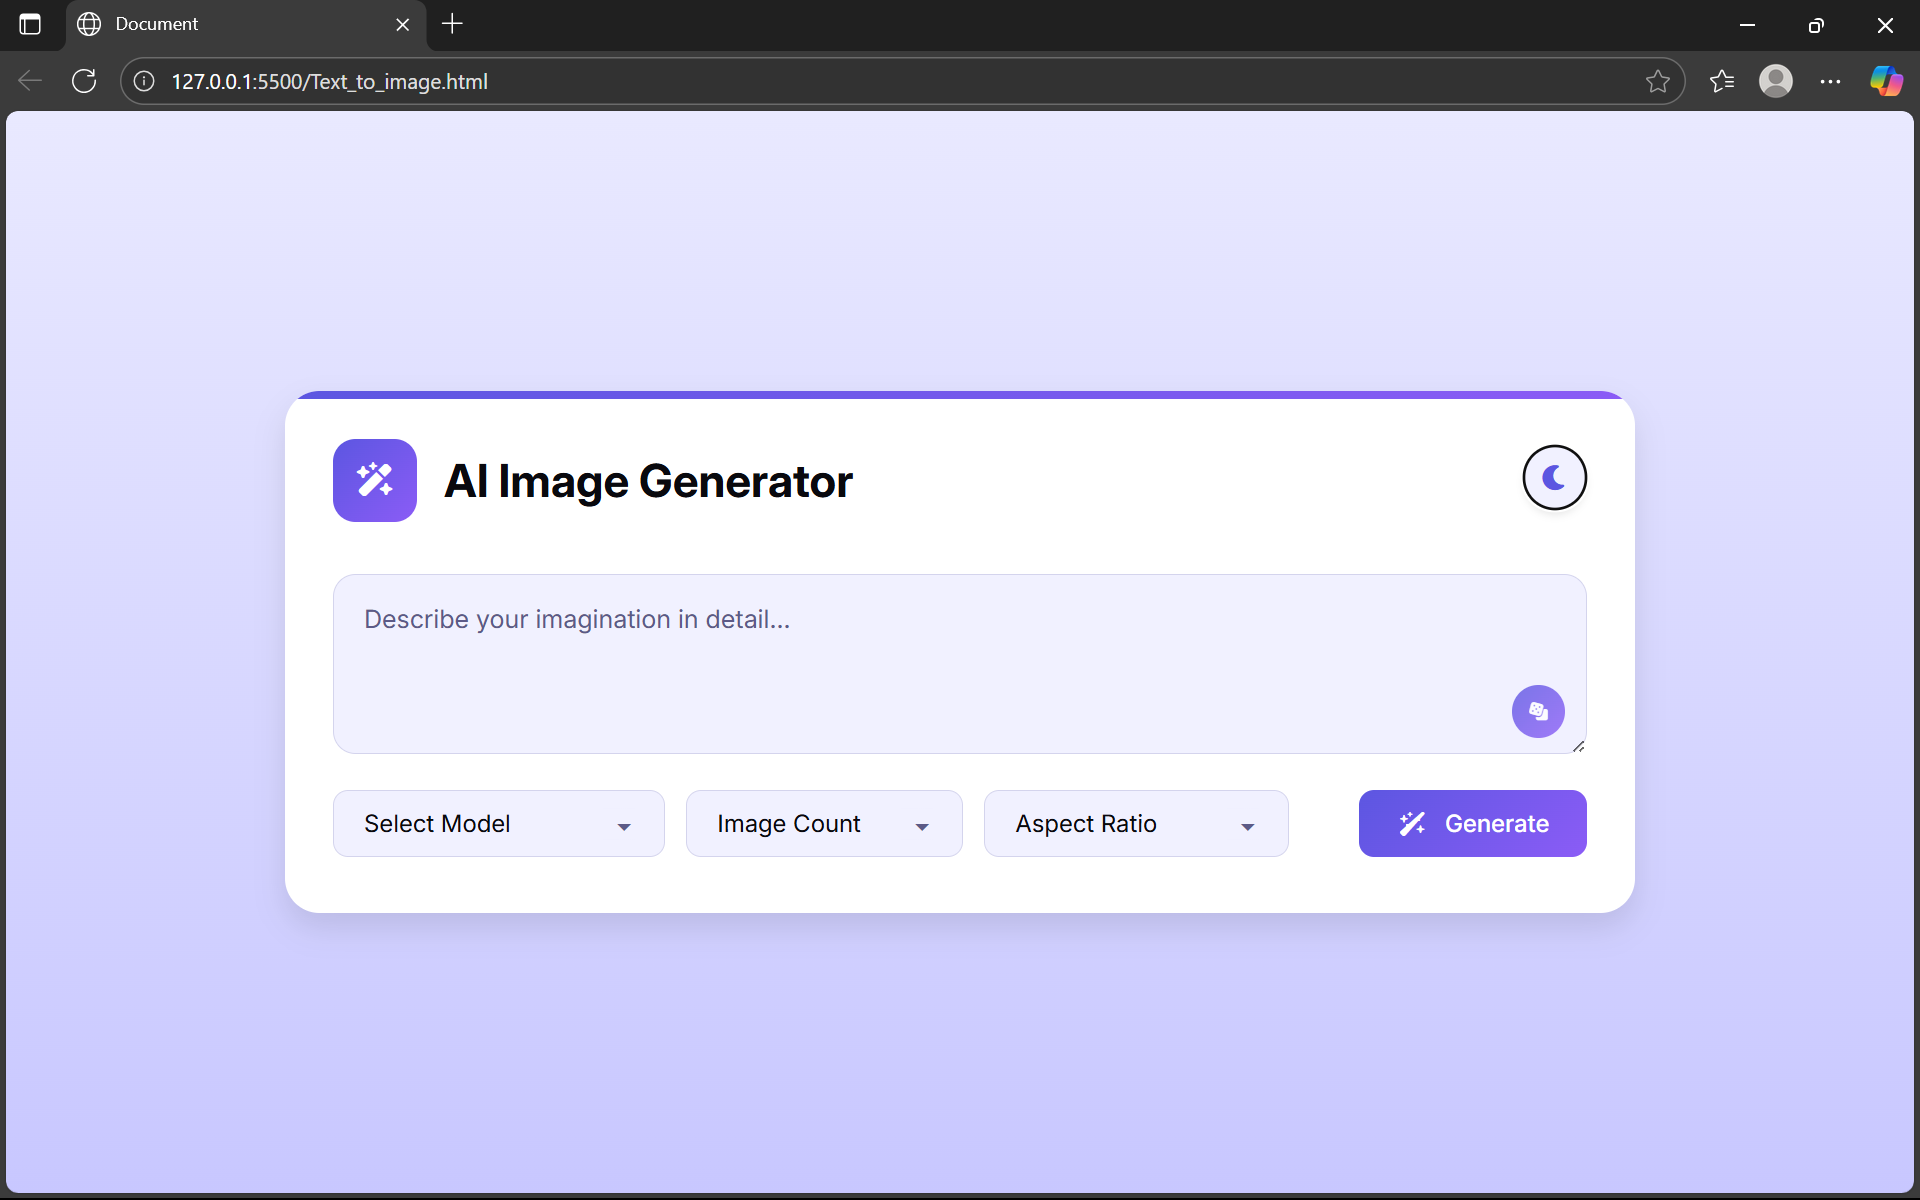 Document
127.0.0.1:5500/Text_to_image.html
AI Image Generator
Describe your imagination in detail...
Select Model
Image Count
Aspect Ratio
Generate